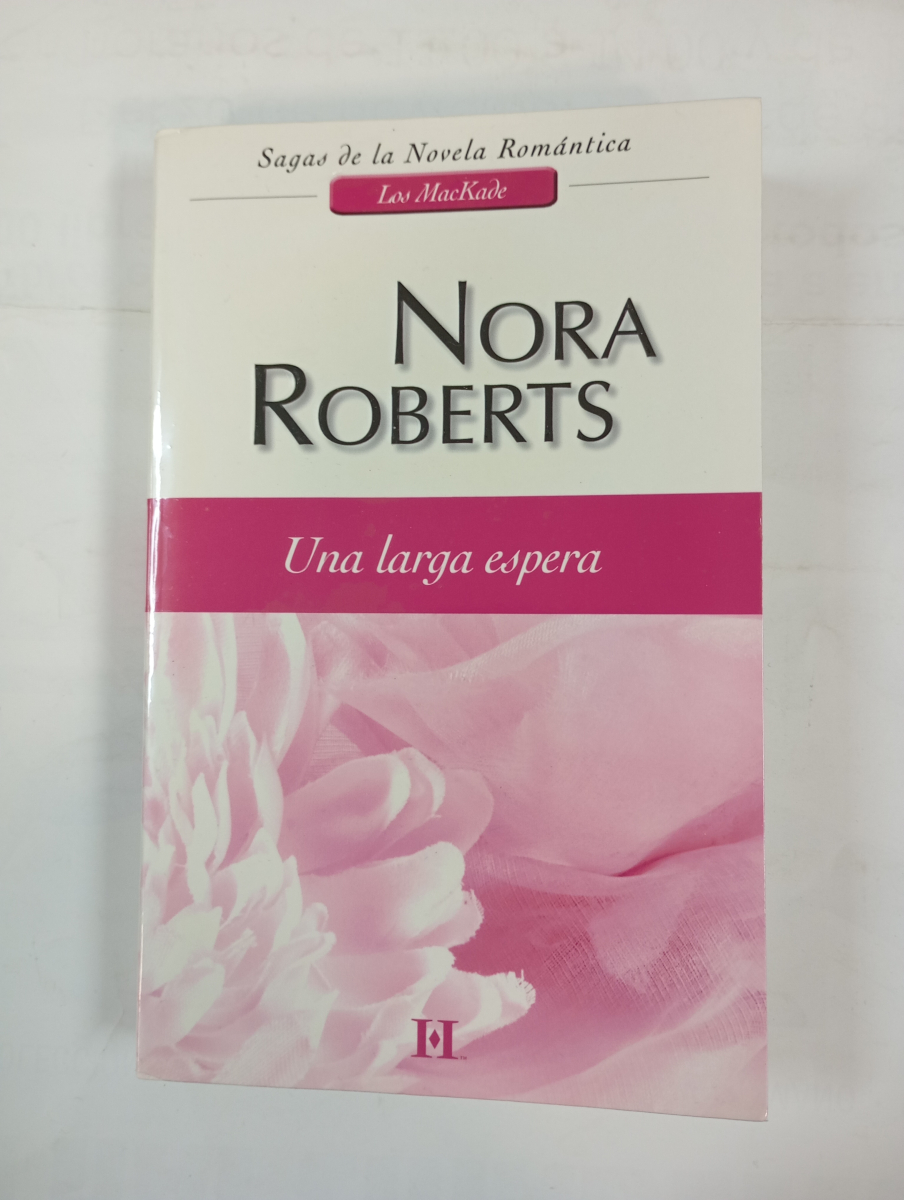 Sagas de la Novela Romántica
Los MacKade
NORA
ROBERTS
Una larga espera
H